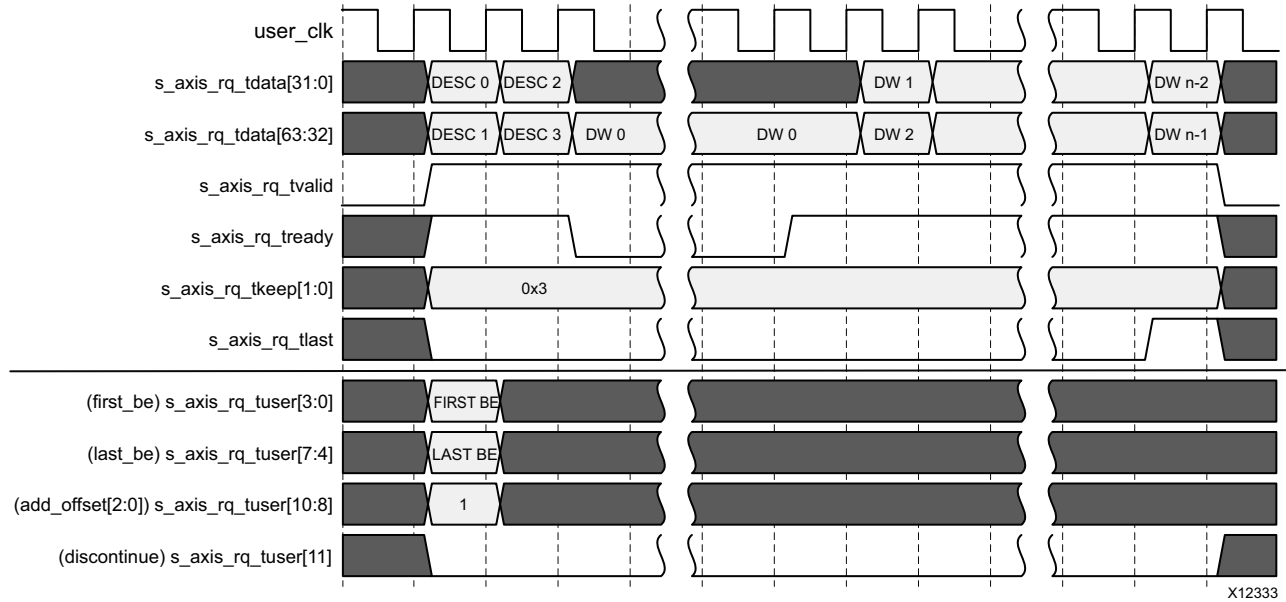 user_clk
s_axis_rq_tdata[31:0] DESC 0 DESC 2 DW 1 DW n-2
s_axis_rq_tdata[63:32] DESC 1 DESC 3 DW 0 DW 0 DW 2 DW n-1
s_axis_rq_tvalid
s_axis_rq_tready
s_axis_rq_tkeep[1:0] 0x3
s_axis_rq_tlast
(first_be) s_axis_rq_tuser[3:0] FIRST BE
(last_be) s_axis_rq_tuser[7:4] LAST BE
(add_offset[2:0]) s_axis_rq_tuser[10:8] 1
(discontinue) s_axis_rq_tuser[11]
X12333